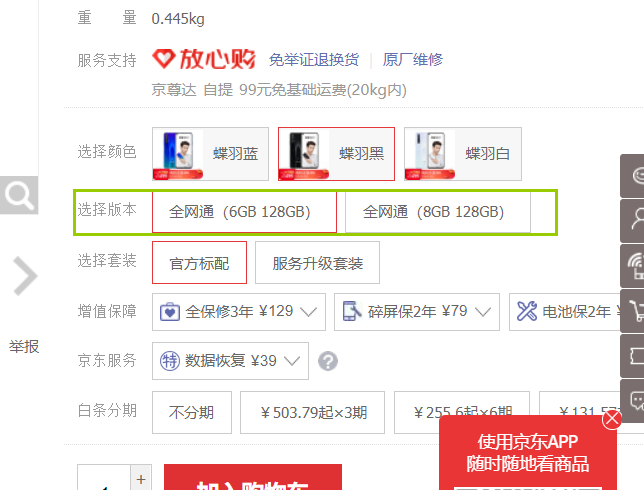 重 量 0.445kg
服务支持 放心购 免举证退换货 原厂维修
京尊达 自提 99元免基础运费(20kg内)
选择颜色 蝶羽蓝 蝶羽黑 蝶羽白
选择版本 全网通（6GB 128GB） 全网通（8GB 128GB）
选择套装 官方标配 服务升级套装
增值保障 全保修3年 ¥129 碎屏保2年 ¥79 电池保2年
举报
京东服务 特 数据恢复 ¥39 ?
白条分期 不分期 ￥503.79起×3期 ￥255.6起×6期 ￥131.57
使用京东APP
随时随地看商品
+
加入购物车